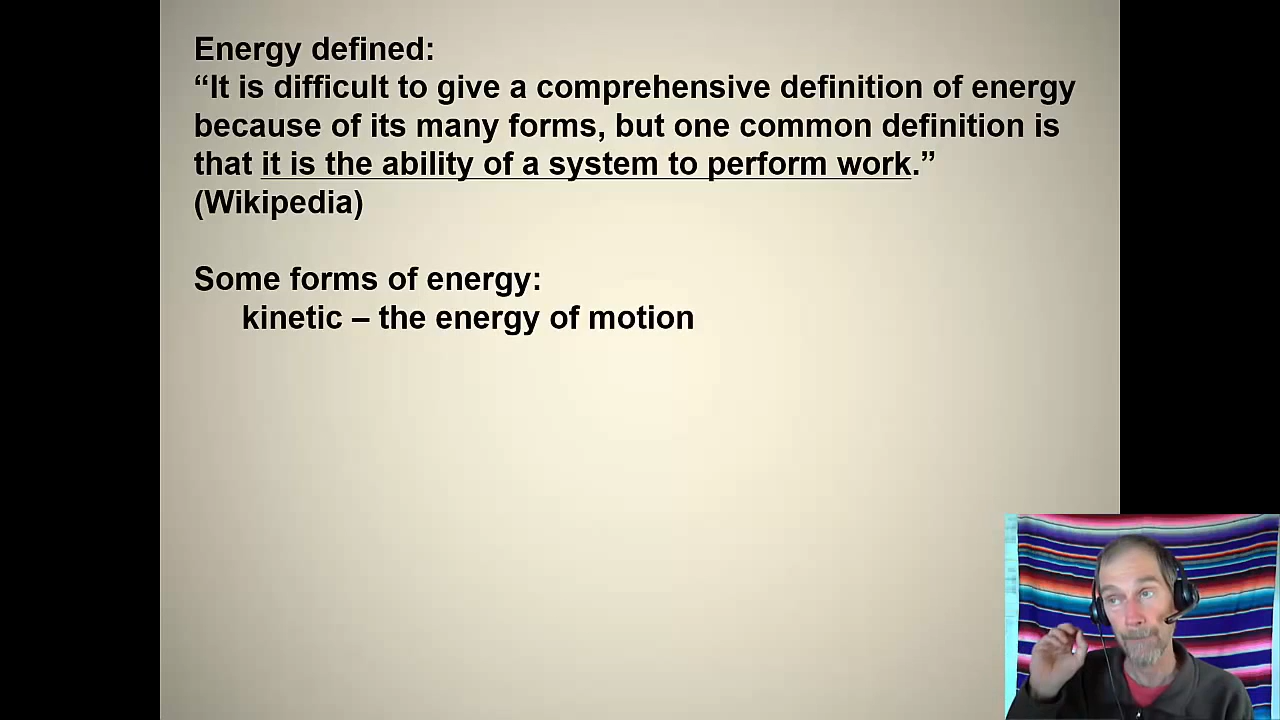 Energy defined:
“It is difficult to give a comprehensive definition of energy
because of its many forms, but one common definition is
that it is the ability of a system to perform work.”
(Wikipedia)
Some forms of energy:
kinetic – the energy of motion